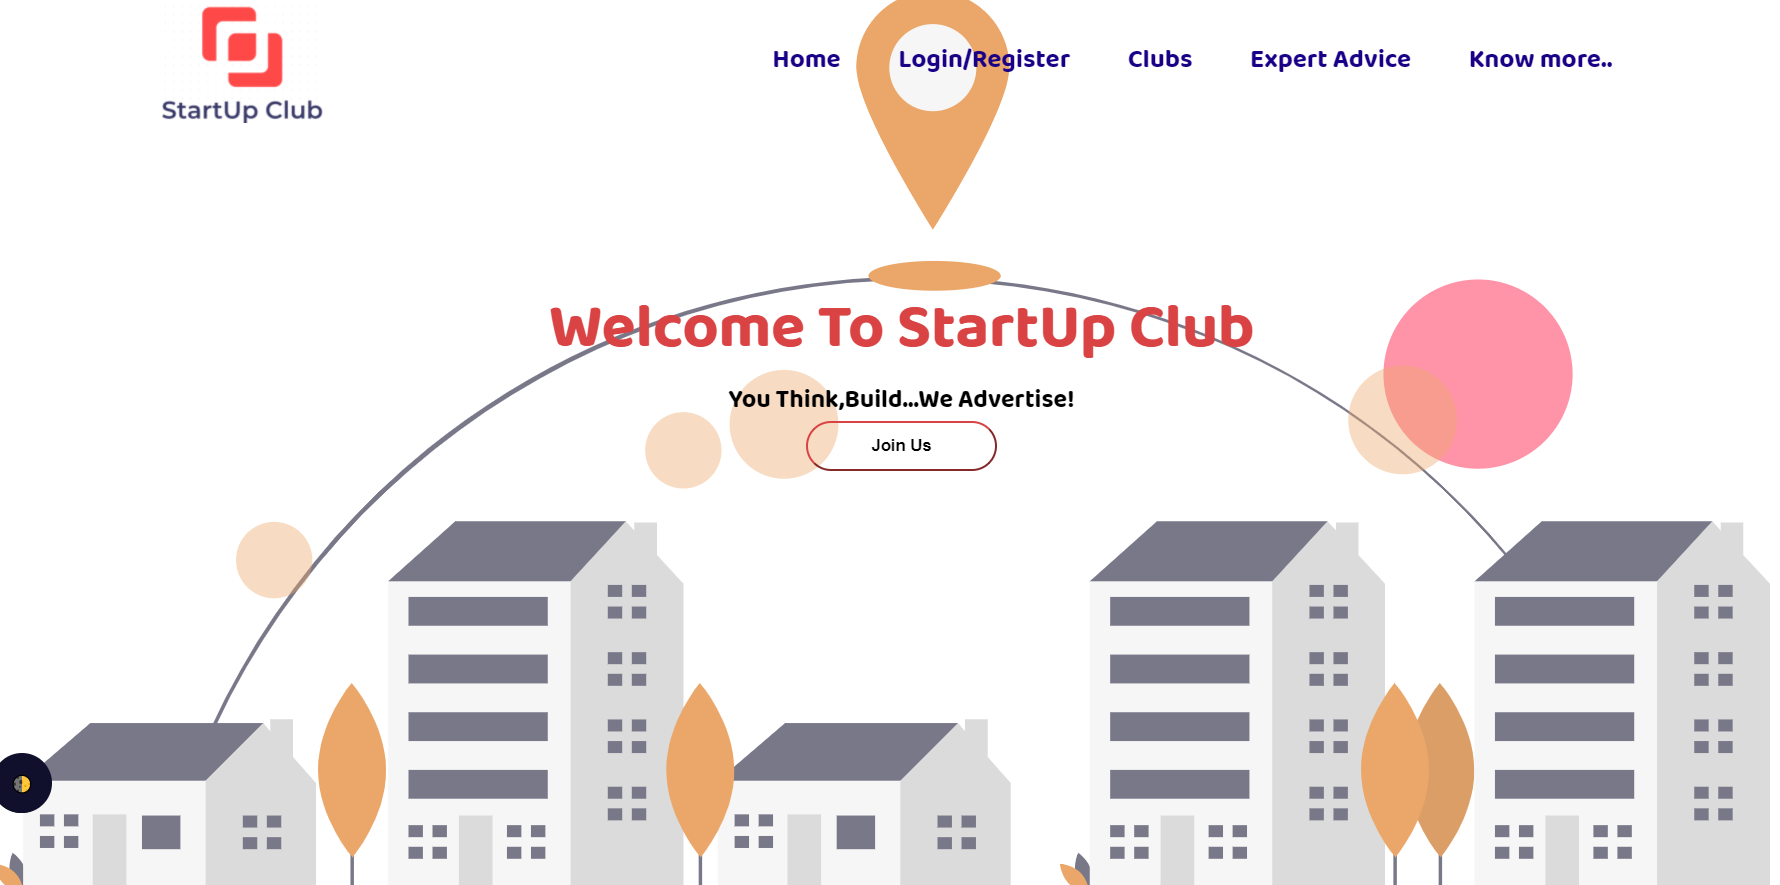 StartUp Club
Home Login/Register Clubs Expert Advice Know more..
Welcome To StartUp Club
You Think,Build...We Advertise!
Join Us